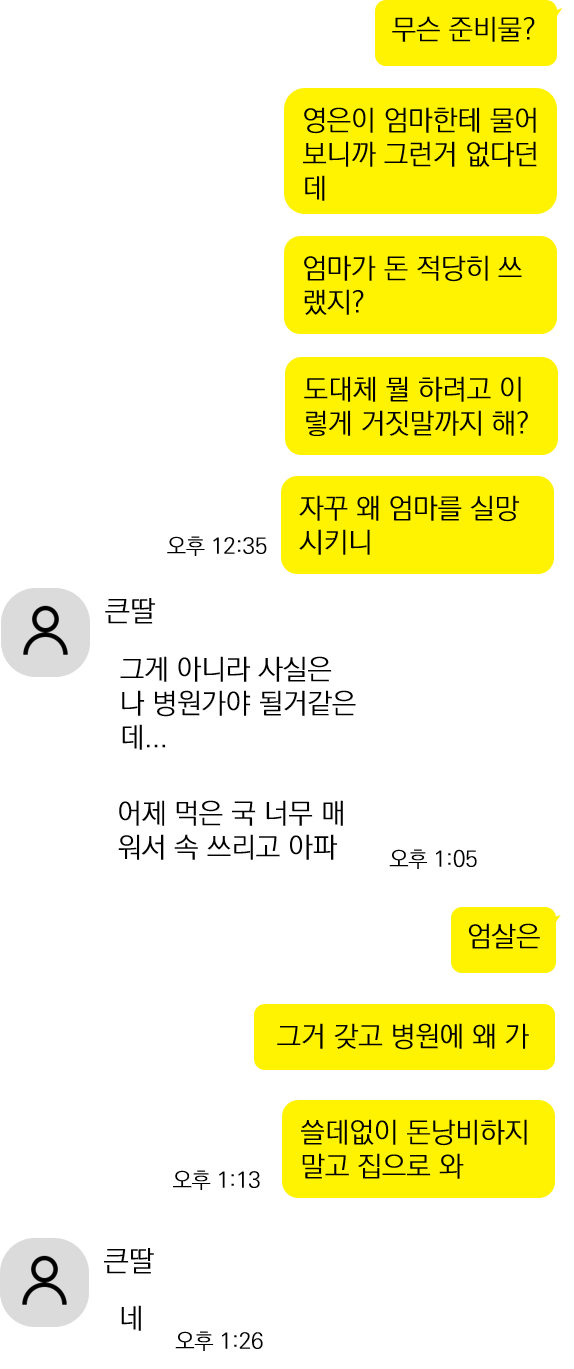 무슨 준비물?
영은이 엄마한테 물어
보니까 그런거 없다던
데
엄마가 돈 적당히 쓰
랬지?
도대체 뭘 하려고 이
렇게 거짓말까지 해?
자꾸 왜 엄마를 실망
시키니
오후 12:35
큰딸
그게 아니라 사실은
나 병원가야 될거같은
데...
어제 먹은 국 너무 매
워서 속 쓰리고 아파
오후 1:05
엄살은
그거 갖고 병원에 왜 가
쓸데없이 돈낭비하지
말고 집으로 와
오후 1:13
큰딸
네
오후 1:26